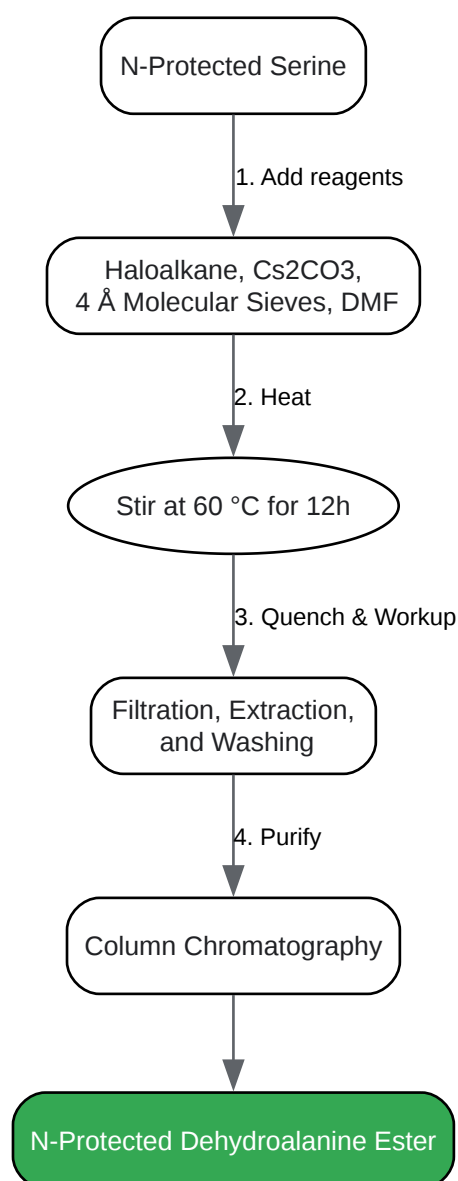 N-Protected Serine
1. Add reagents
Haloalkane, Cs2CO3,
4 Å Molecular Sieves, DMF
2. Heat
Stir at 60 °C for 12h
3. Quench & Workup
Filtration, Extraction,
and Washing
4. Purify
Column Chromatography
N-Protected Dehydroalanine Ester